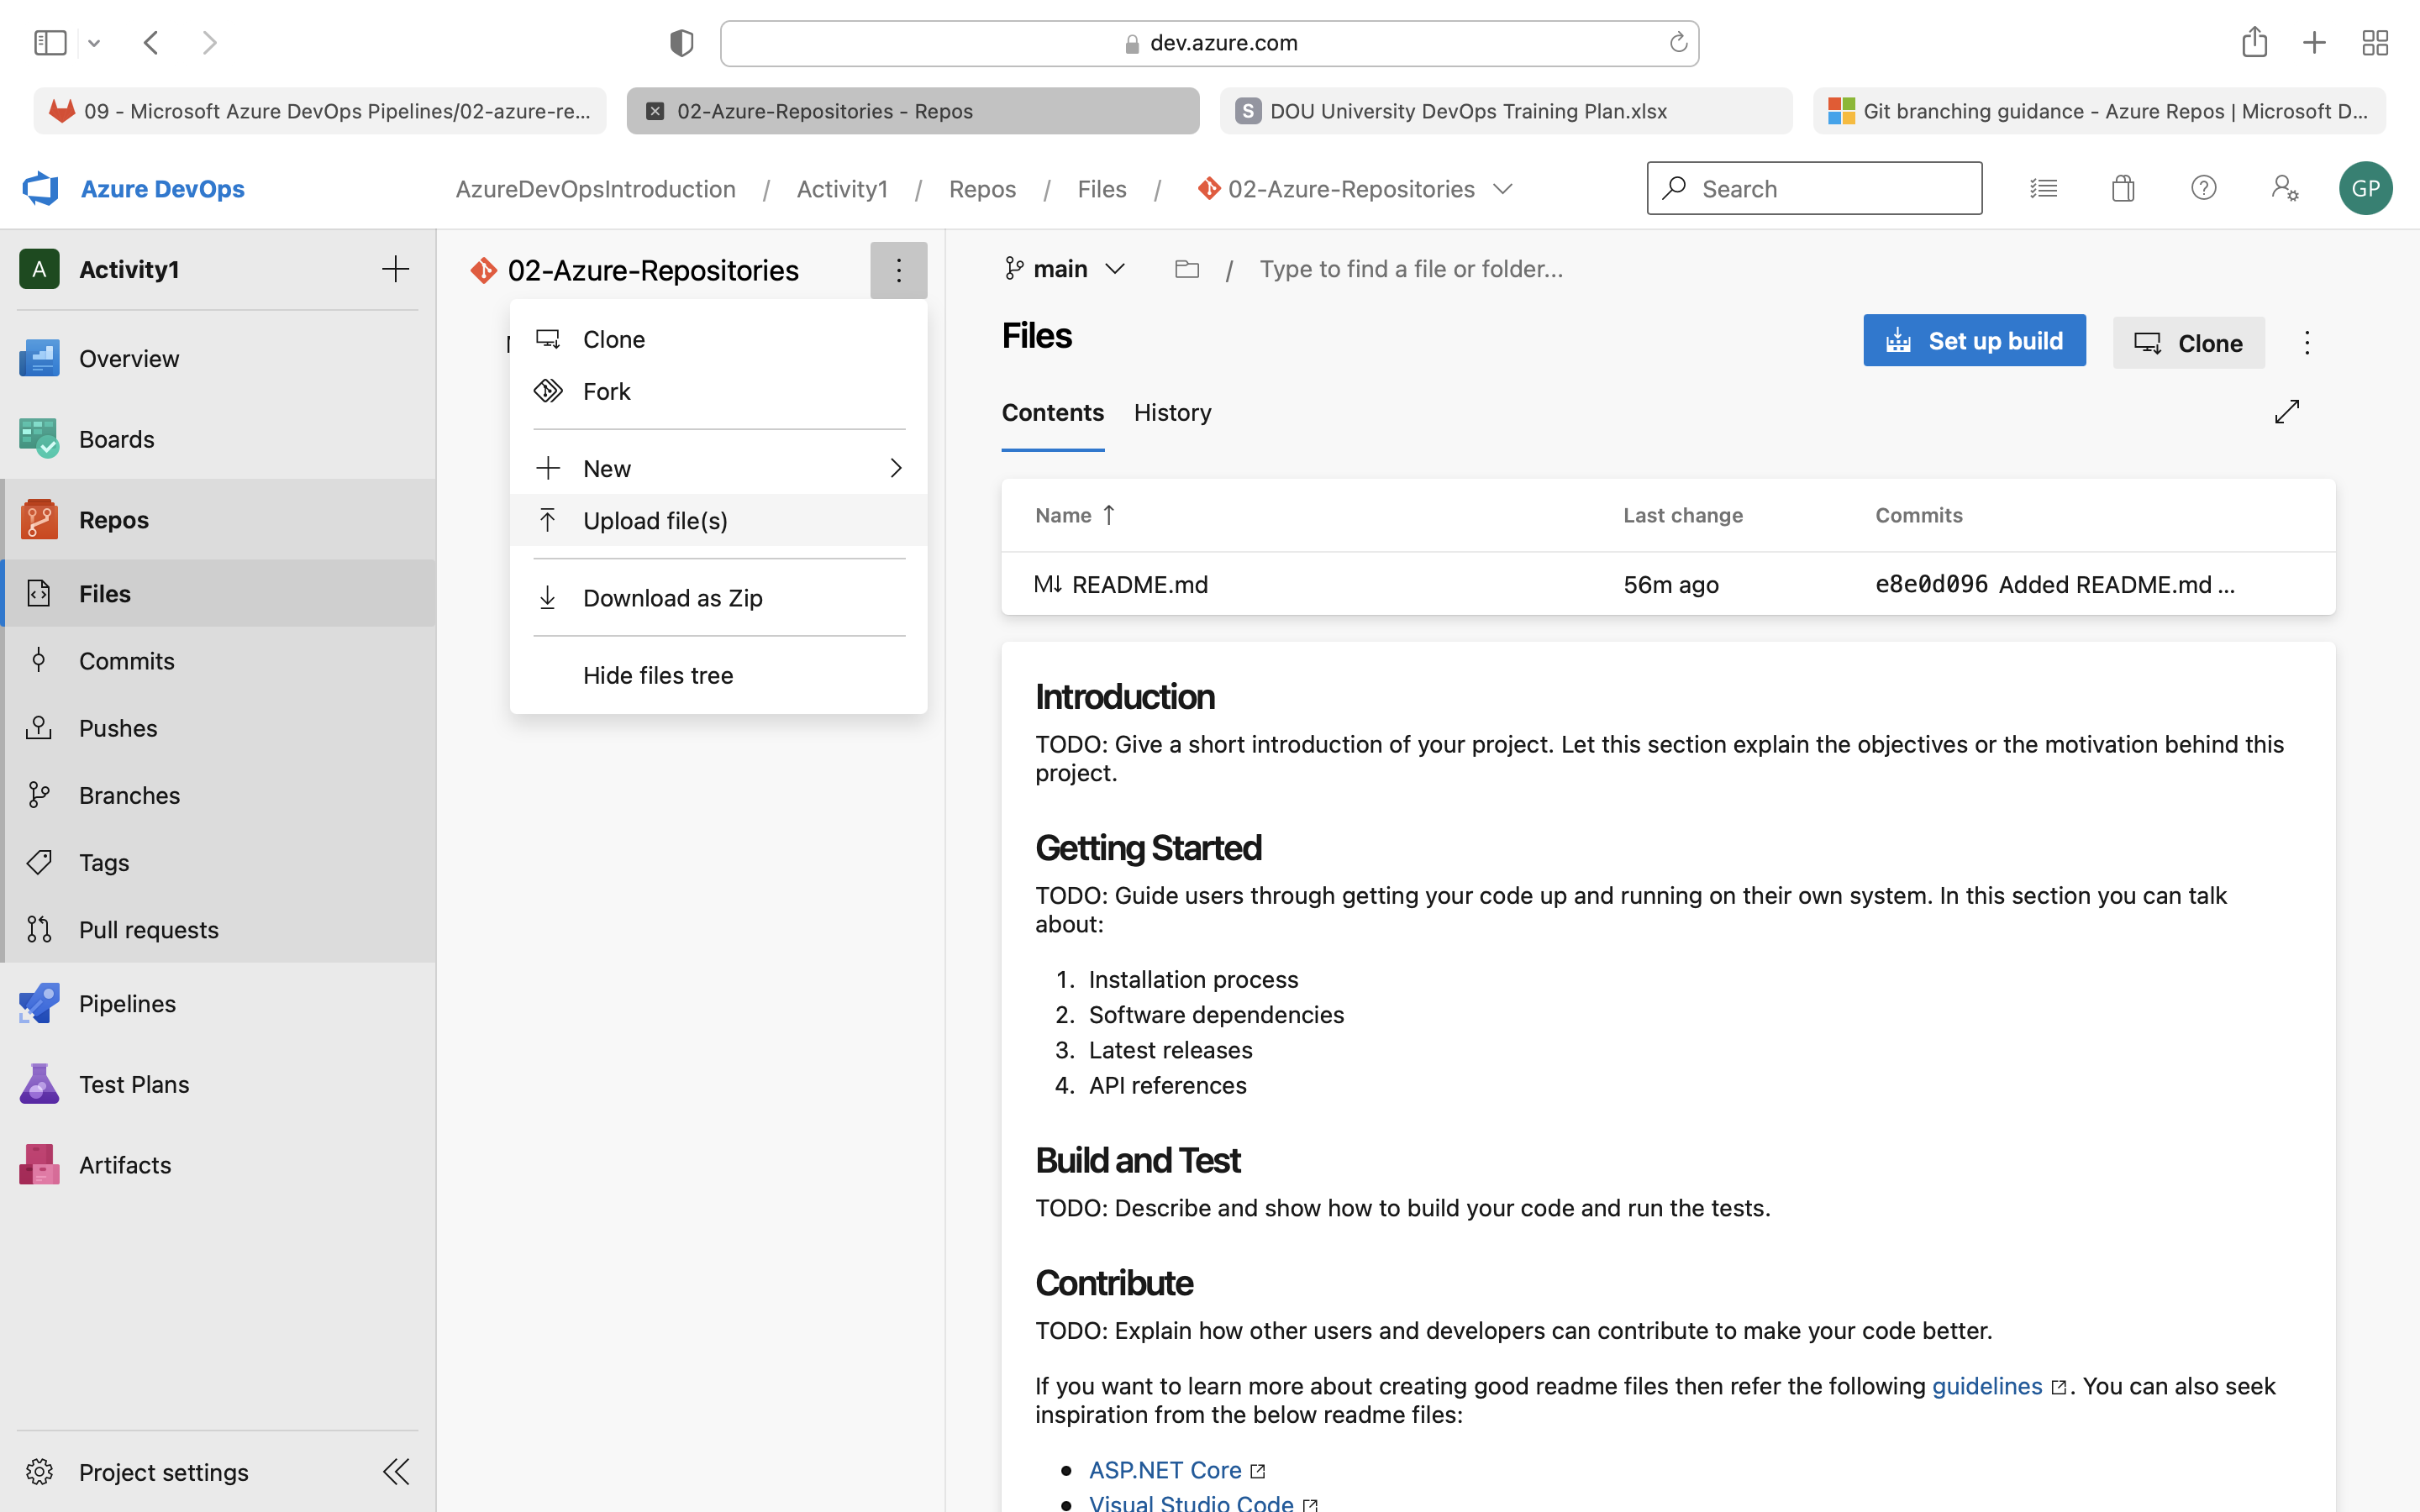 dev.azure.com
09 - Microsoft Azure DevOps Pipelines/02-azure-re...
02-Azure-Repositories - Repos
S DOU University DevOps Training Plan.xlsx
Git branching guidance - Azure Repos | Microsoft D...
Azure DevOps
AzureDevOpsIntroduction / Activity1 / Repos / Files / 02-Azure-Repositories
Search
GP
A Activity1
Overview
Boards
Repos
Files
Commits
Pushes
Branches
Tags
Pull requests
Pipelines
Test Plans
Artifacts
Project settings
02-Azure-Repositories
Clone
Fork
New
Upload file(s)
Download as Zip
Hide files tree
main / Type to find a file or folder...
Files
Set up build
Clone
Contents History
Name ↑ Last change Commits
M↓ README.md 56m ago e8e0d096 Added README.md ...
Introduction
TODO: Give a short introduction of your project. Let this section explain the objectives or the motivation behind this
project.
Getting Started
TODO: Guide users through getting your code up and running on their own system. In this section you can talk
about:
1. Installation process
2. Software dependencies
3. Latest releases
4. API references
Build and Test
TODO: Describe and show how to build your code and run the tests.
Contribute
TODO: Explain how other users and developers can contribute to make your code better.
If you want to learn more about creating good readme files then refer the following guidelines. You can also seek
inspiration from the below readme files:
• ASP.NET Core
• Visual Studio Code